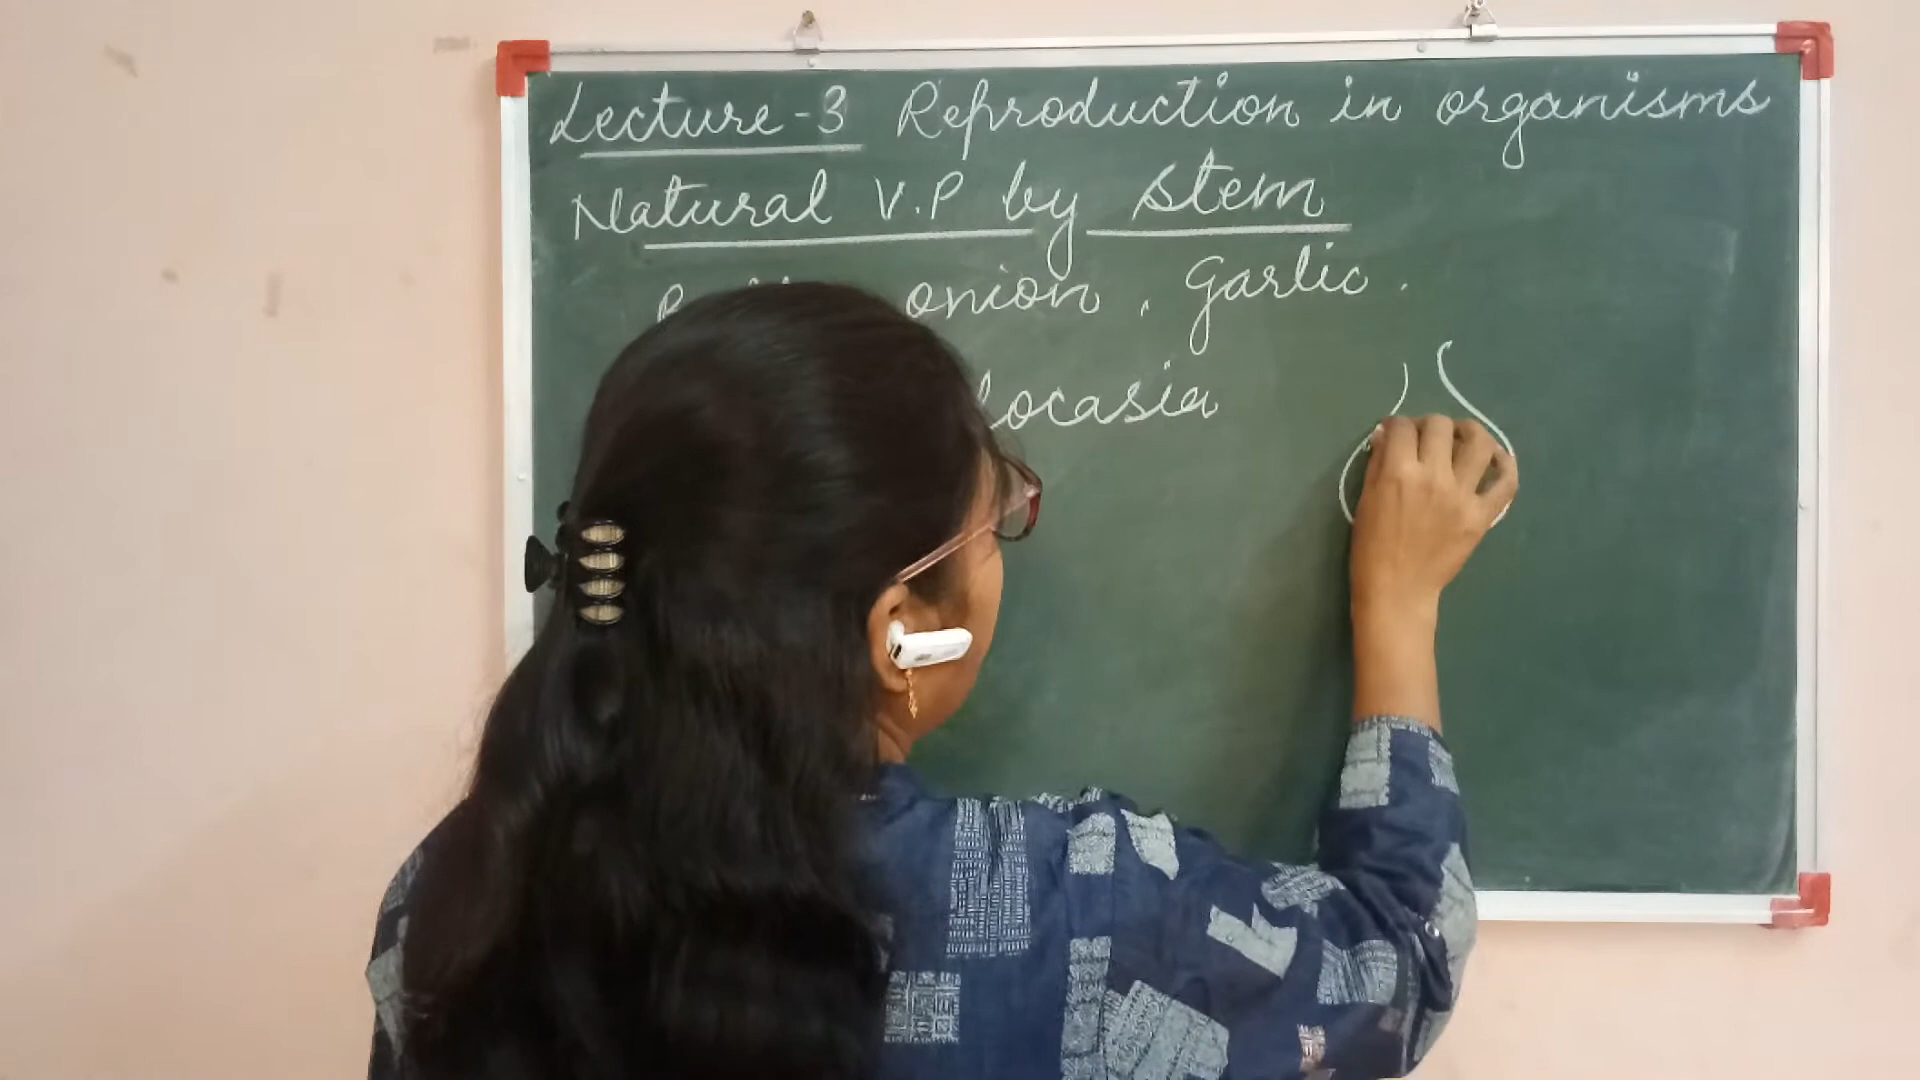 Lecture-3 Reproduction in organisms
Natural V.P by stem
onion, Garlic.
locasia